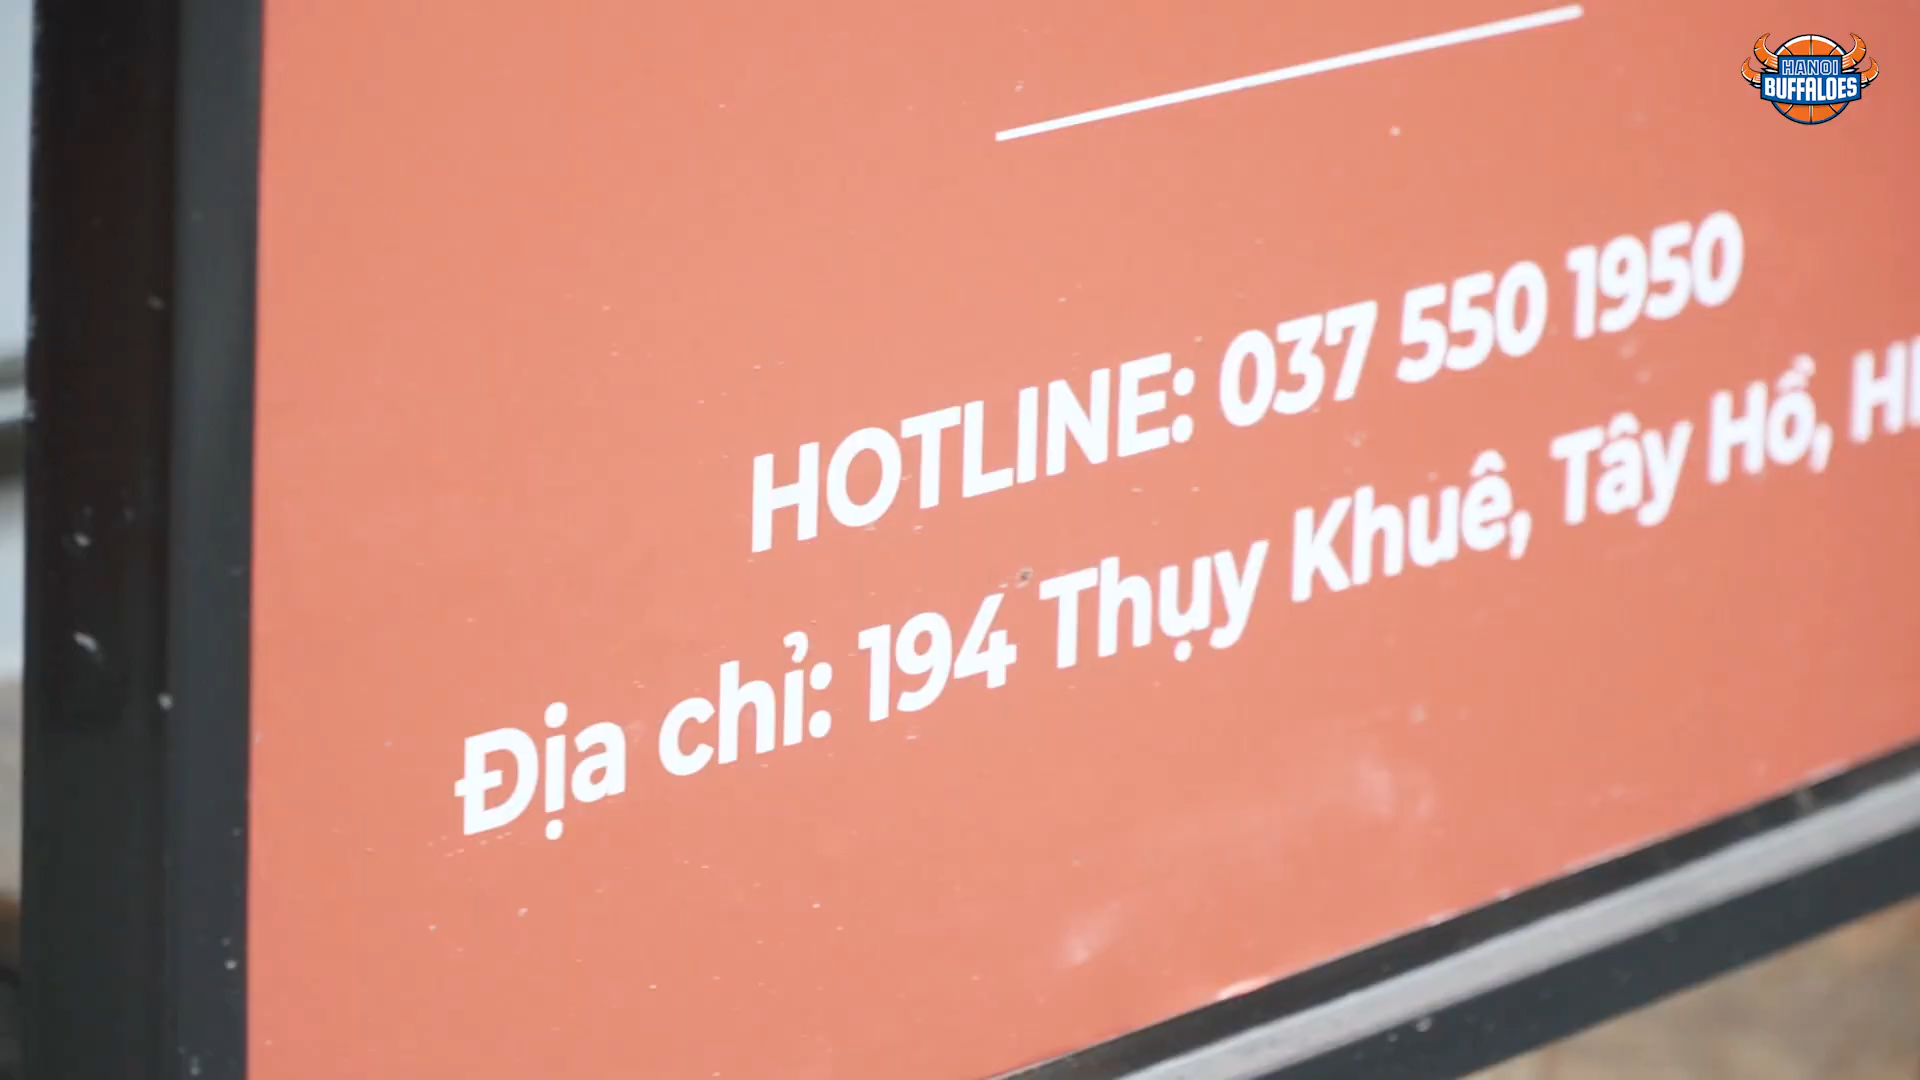 HANOI
BUFFALOES
HOTLINE: 037 550 1950
Địa chỉ: 194 Thụy Khuê, Tây Hồ,